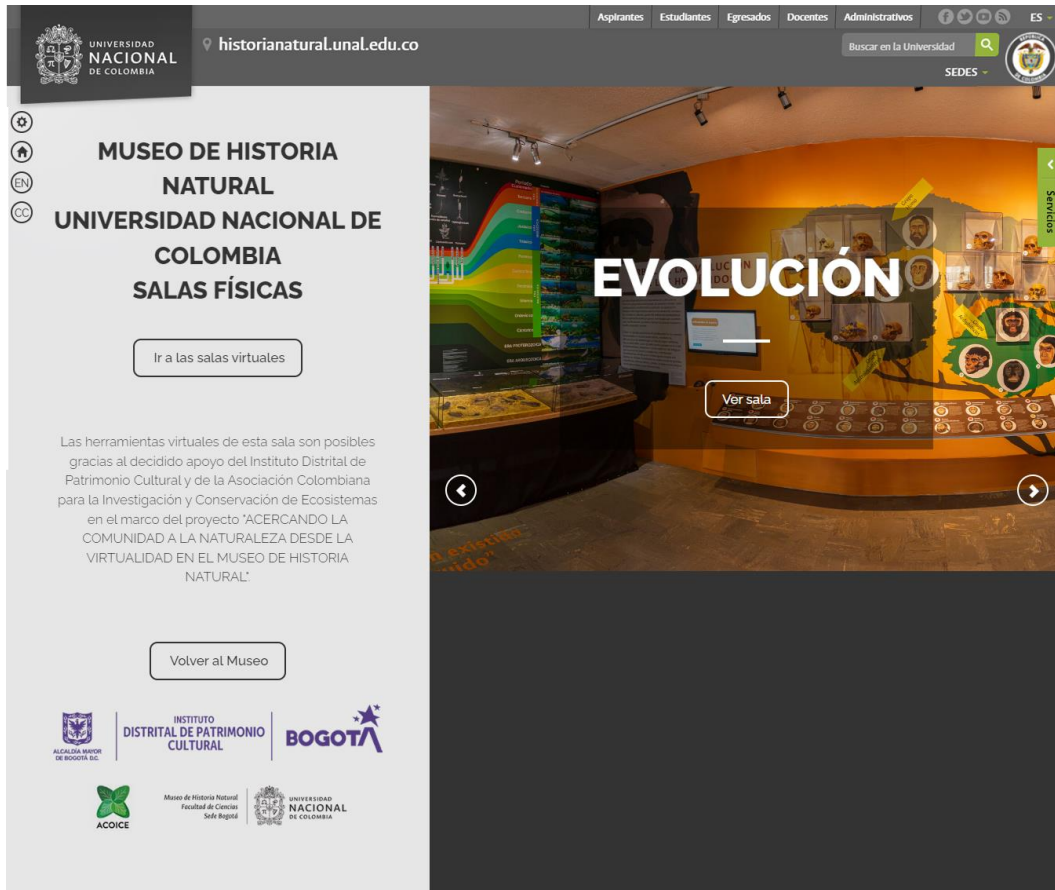 Aspirantes Estudiantes Egresados Docentes Administrativos ES
UNIVERSIDAD
NACIONAL
DE COLOMBIA
historianatural.unal.edu.co
Buscar en la Universidad
SEDES
EN
CC
MUSEO DE HISTORIA
NATURAL
UNIVERSIDAD NACIONAL DE
COLOMBIA
SALAS FÍSICAS
Ir a las salas virtuales
Las herramientas virtuales de esta sala son posibles
gracias al decidido apoyo del Instituto Distrital de
Patrimonio Cultural y de la Asociación Colombiana
para la Investigación y Conservación de Ecosistemas
en el marco del proyecto "ACERCANDO LA
COMUNIDAD A LA NATURALEZA DESDE LA
VIRTUALIDAD EN EL MUSEO DE HISTORIA
NATURAL".
Volver al Museo
ALCALDÍA MAYOR
DE BOGOTÁ D.C.
INSTITUTO
DISTRITAL DE PATRIMONIO
CULTURAL
BOGOTÁ
ACOICE
Museo de Historia Natural
Facultad de Ciencias
Sede Bogotá
UNIVERSIDAD
NACIONAL
DE COLOMBIA
EVOLUCIÓN
Ver sala
Servicios